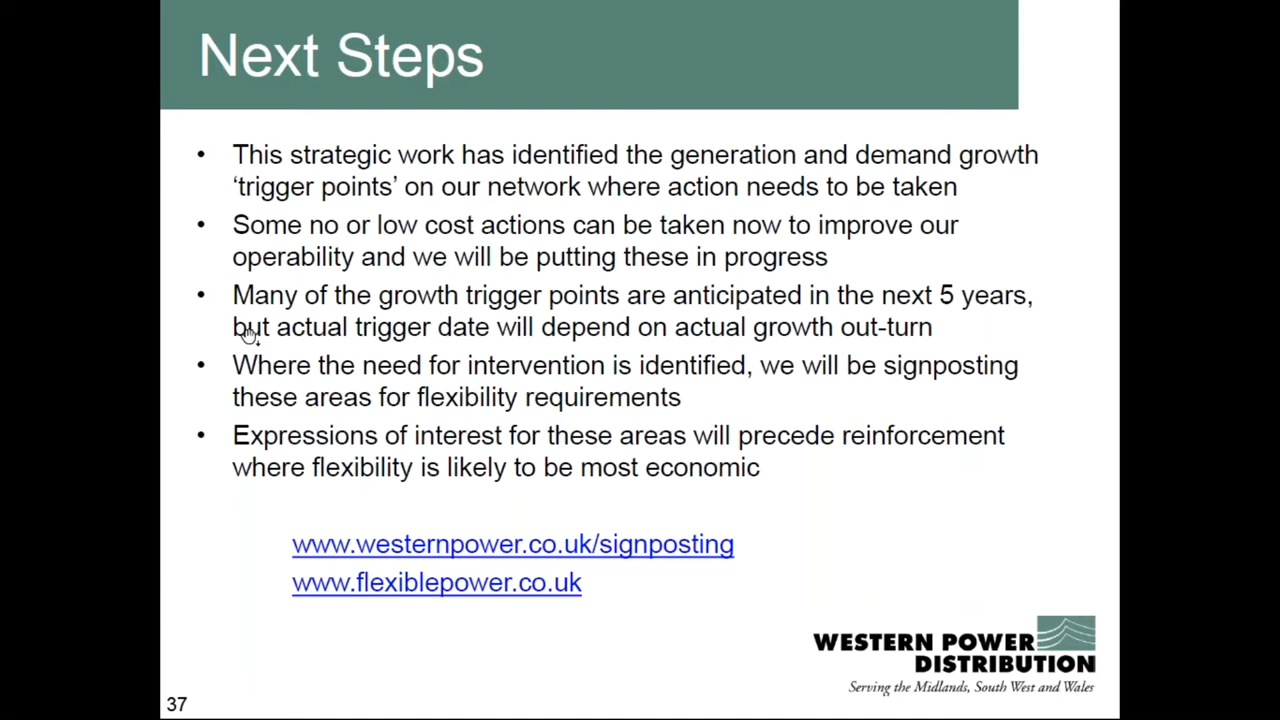 Next Steps
• This strategic work has identified the generation and demand growth
‘trigger points’ on our network where action needs to be taken
• Some no or low cost actions can be taken now to improve our
operability and we will be putting these in progress
• Many of the growth trigger points are anticipated in the next 5 years,
but actual trigger date will depend on actual growth out-turn
• Where the need for intervention is identified, we will be signposting
these areas for flexibility requirements
• Expressions of interest for these areas will precede reinforcement
where flexibility is likely to be most economic
www.westernpower.co.uk/signposting
www.flexiblepower.co.uk
WESTERN POWER
DISTRIBUTION
Serving the Midlands, South West and Wales
37